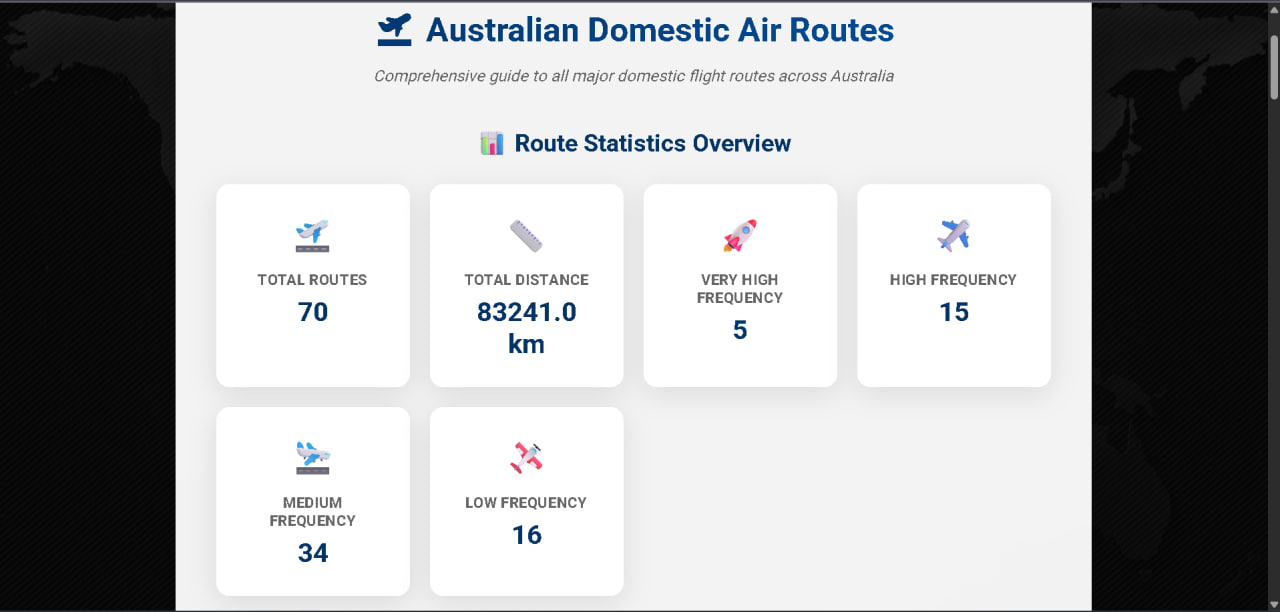 Australian Domestic Air Routes
Comprehensive guide to all major domestic flight routes across Australia
Route Statistics Overview
TOTAL ROUTES
70
TOTAL DISTANCE
83241.0
km
VERY HIGH
FREQUENCY
5
HIGH FREQUENCY
15
MEDIUM
FREQUENCY
34
LOW FREQUENCY
16